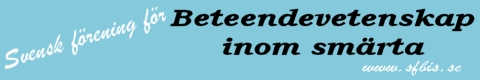 Svensk förening för
Beteendevetenskap
inom smärta
www.sfbis.se